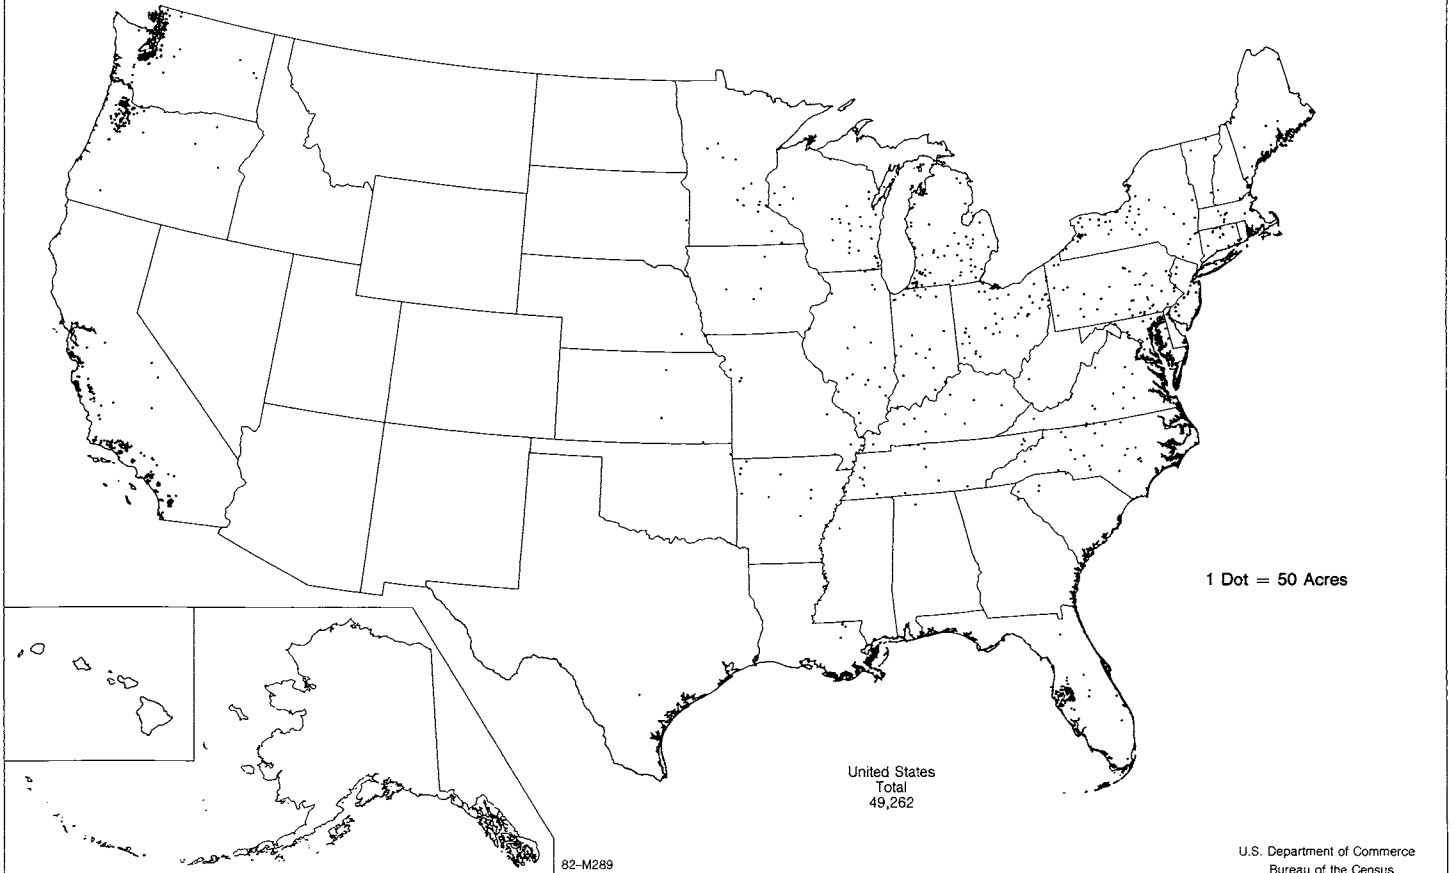 1 Dot = 50 Acres
United States
Total
49,262
82–M289
U.S. Department of Commerce
Bureau of the Census